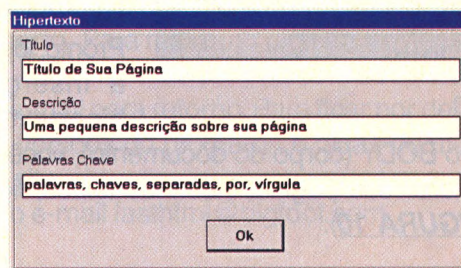 Hipertexto
Título
Título de Sua Página
Descrição
Uma pequena descrição sobre sua página
Palavras Chave
palavras, chaves, separadas, por, vírgula
Ok